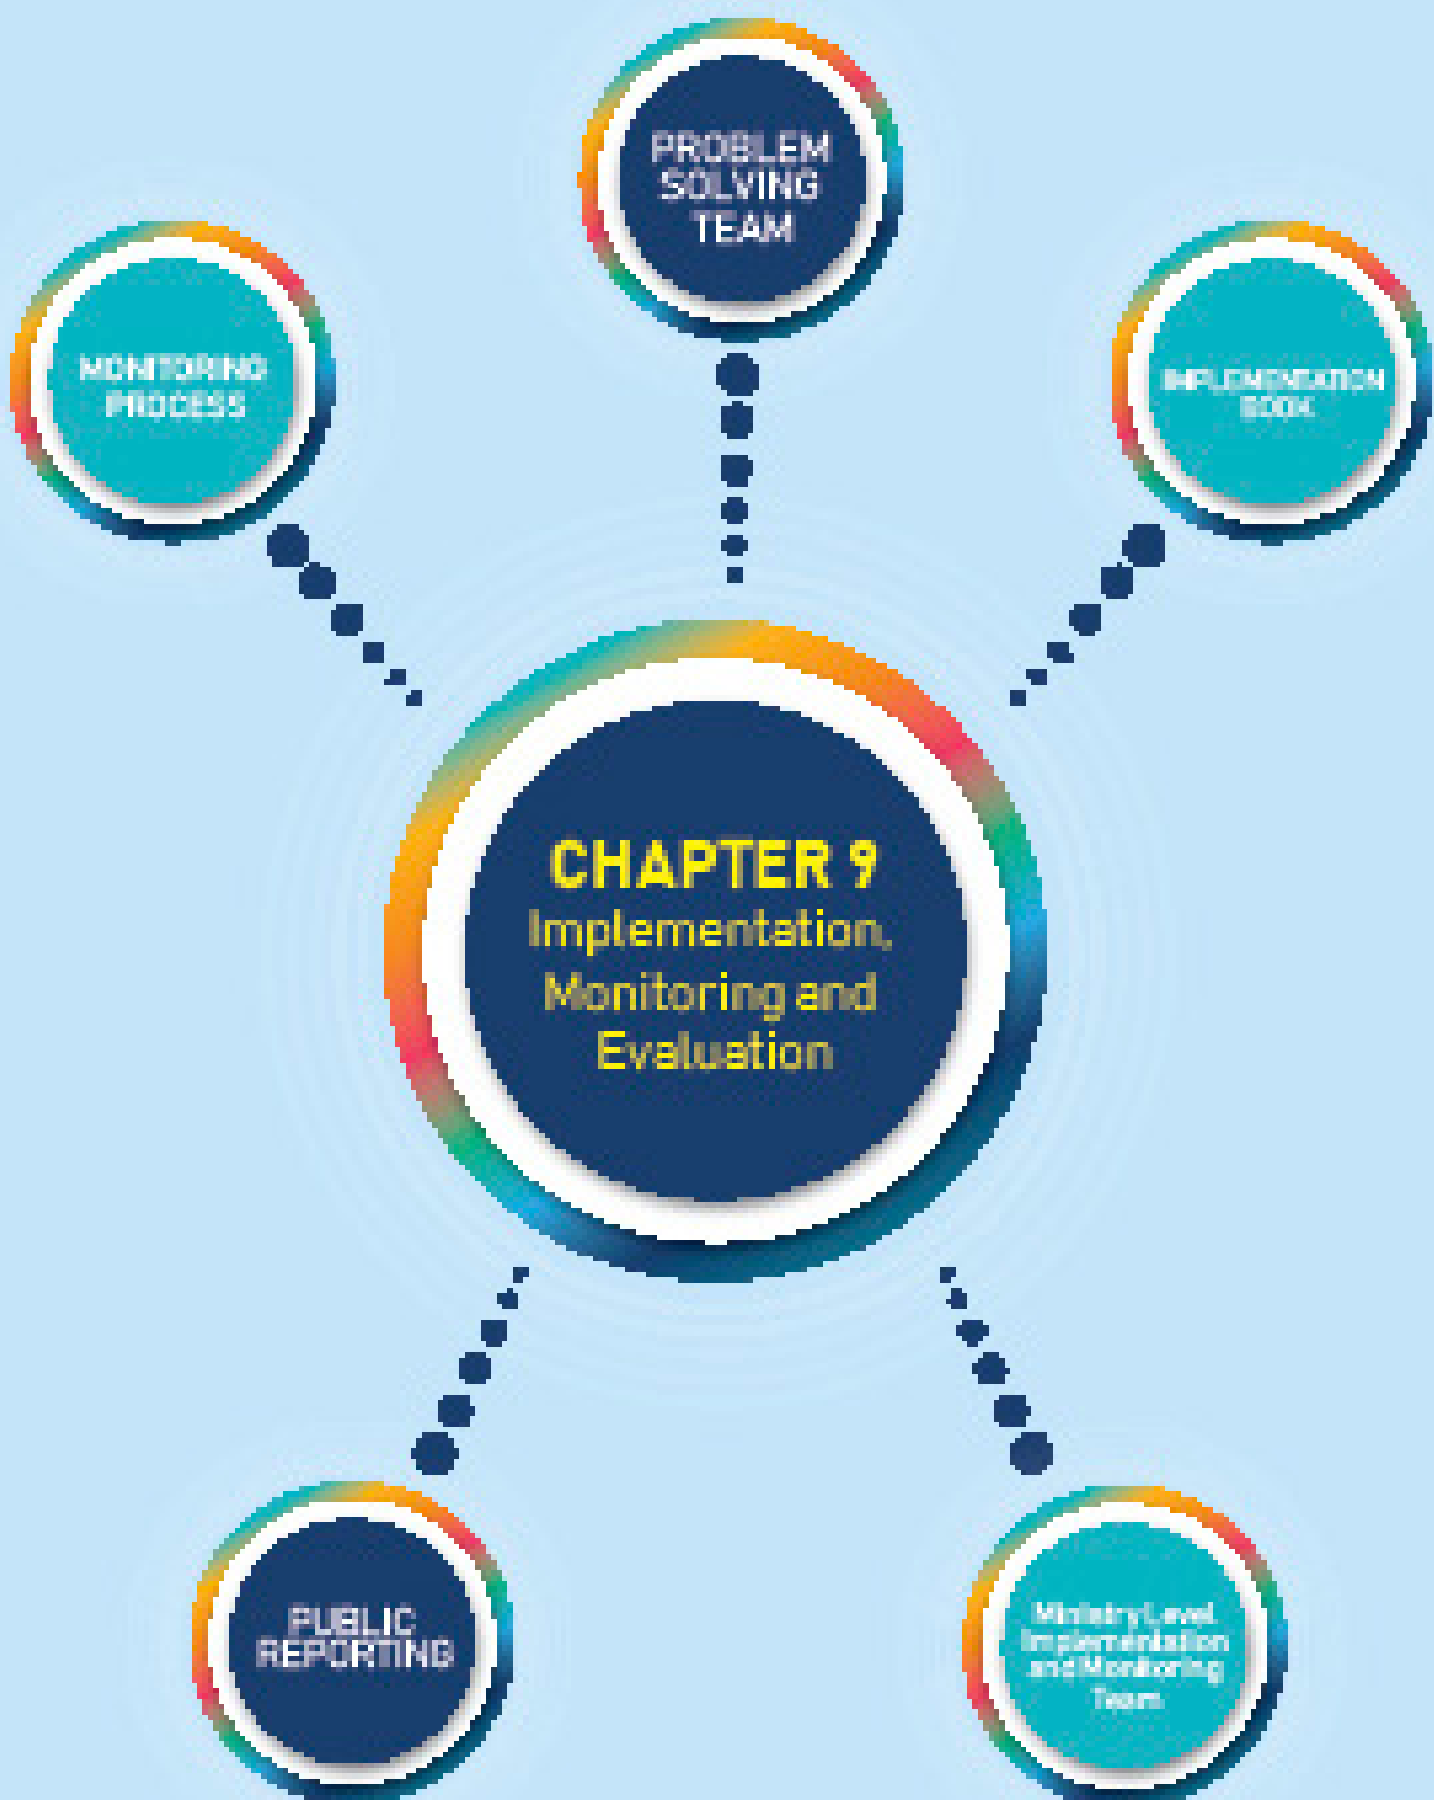 PROBLEM
SOLVING
TEAM
MONITORING
PROCESS
IMPLEMENTATION
BOOK
CHAPTER 9
Implementation,
Monitoring and
Evaluation
PUBLIC
REPORTING
Ministry Level
Implementation
and Monitoring
Team